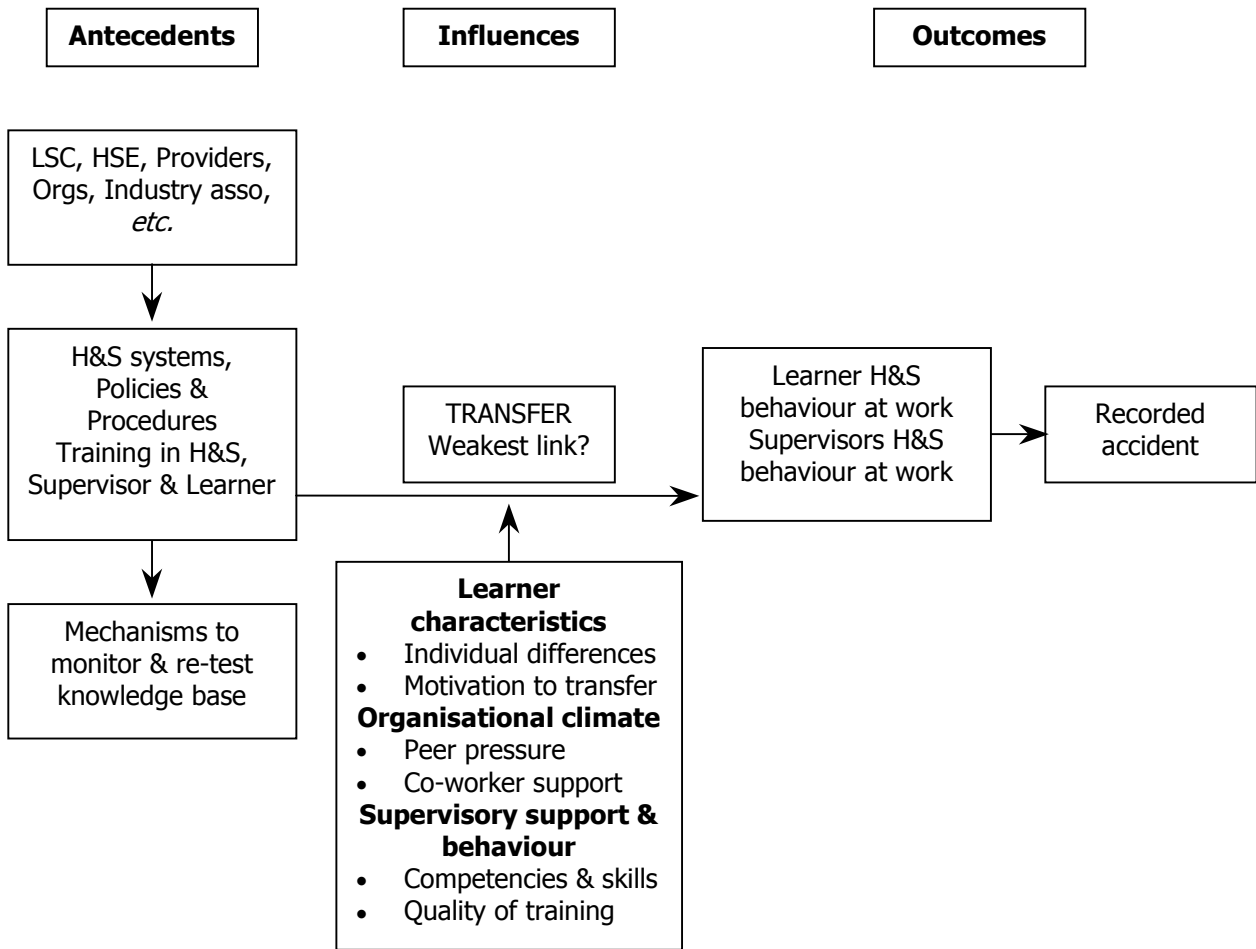 Antecedents
Influences
Outcomes
LSC, HSE, Providers,
Orgs, Industry asso,
etc.
H&S systems,
Policies &
Procedures
Training in H&S,
Supervisor & Learner
Mechanisms to
monitor & re-test
knowledge base
TRANSFER
Weakest link?
Learner
characteristics
• Individual differences
• Motivation to transfer
Organisational climate
• Peer pressure
• Co-worker support
Supervisory support &
behaviour
• Competencies & skills
• Quality of training
Learner H&S
behaviour at work
Supervisors H&S
behaviour at work
Recorded
accident